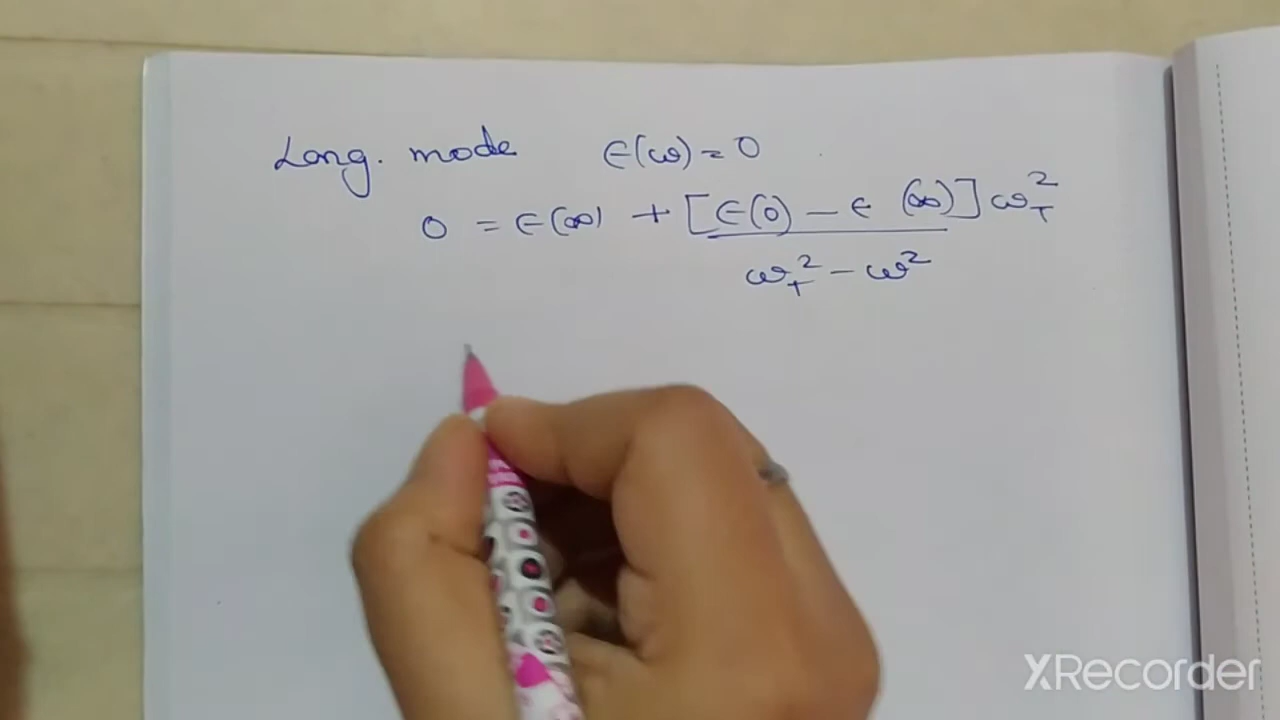 Long. mode ϵ(ω) = 0
0 = ϵ(∞) + [ϵ(0) − ϵ(∞)] ω_T^2
ω_T^2 − ω^2
XRecorder